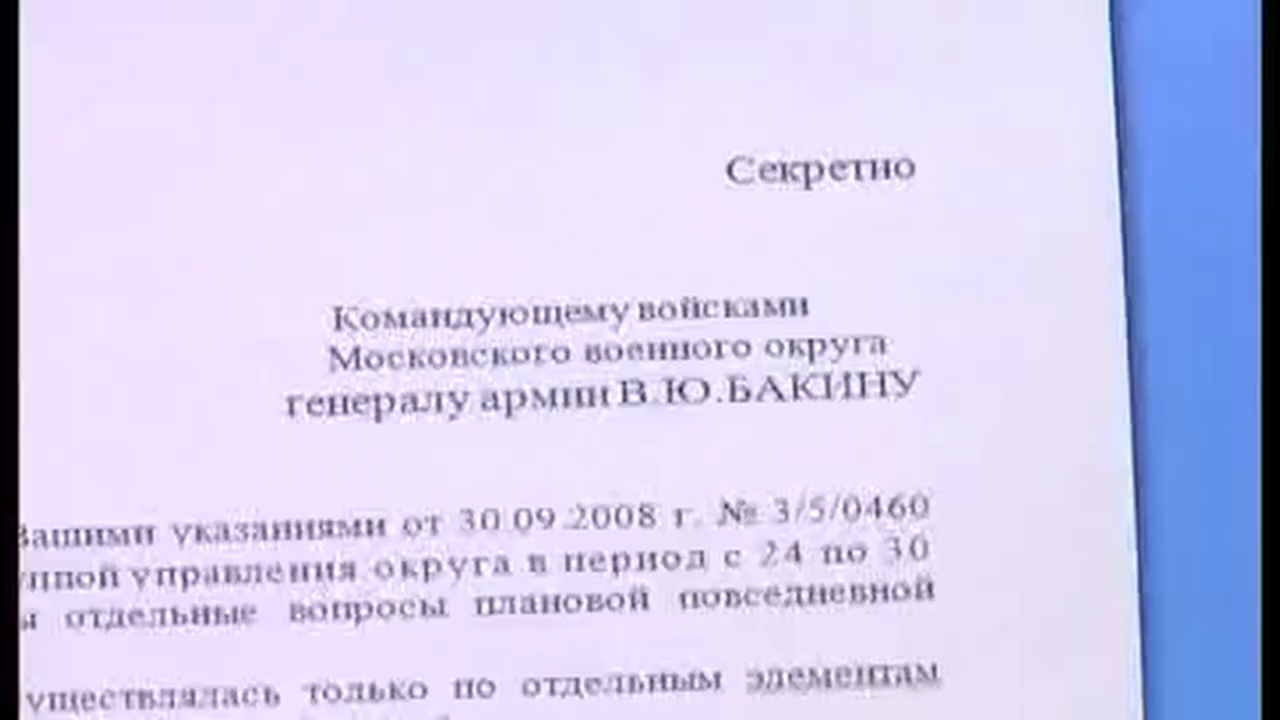 Секретно
Командующему войсками
Московского военного округа
генералу армии В.Ю.БАКИНУ
Вашими указаниями от 30.09.2008 г. № 3/5/0460
уппой управления округа в период с 24 по 30
ы отдельные вопросы плановой повседневной
уществлялась только по отдельным элементам